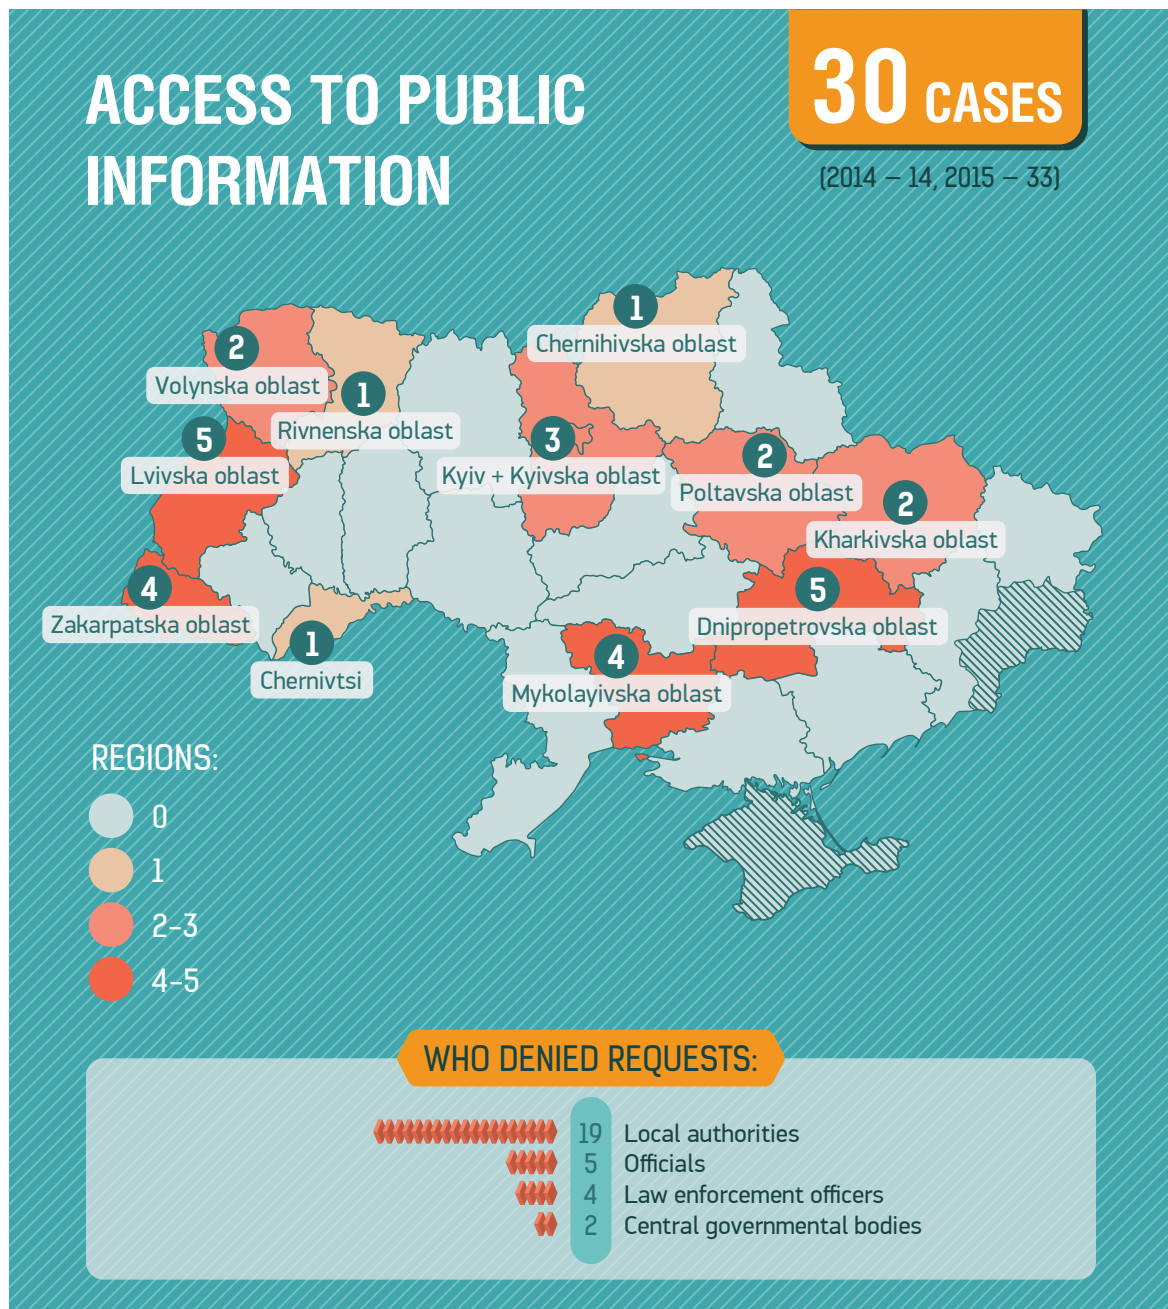 ACCESS TO PUBLIC
INFORMATION
30 CASES
(2014 – 14, 2015 – 33)
1
Chernihivska oblast
2
Volynska oblast
1
Rivnenska oblast
5
Lvivska oblast
3
Kyiv + Kyivska oblast
2
Poltavska oblast
2
Kharkivska oblast
4
Zakarpatska oblast
5
Dnipropetrovska oblast
1
Chernivtsi
4
Mykolayivska oblast
REGIONS:
0
1
2-3
4-5
WHO DENIED REQUESTS:
19 Local authorities
5 Officials
4 Law enforcement officers
2 Central governmental bodies